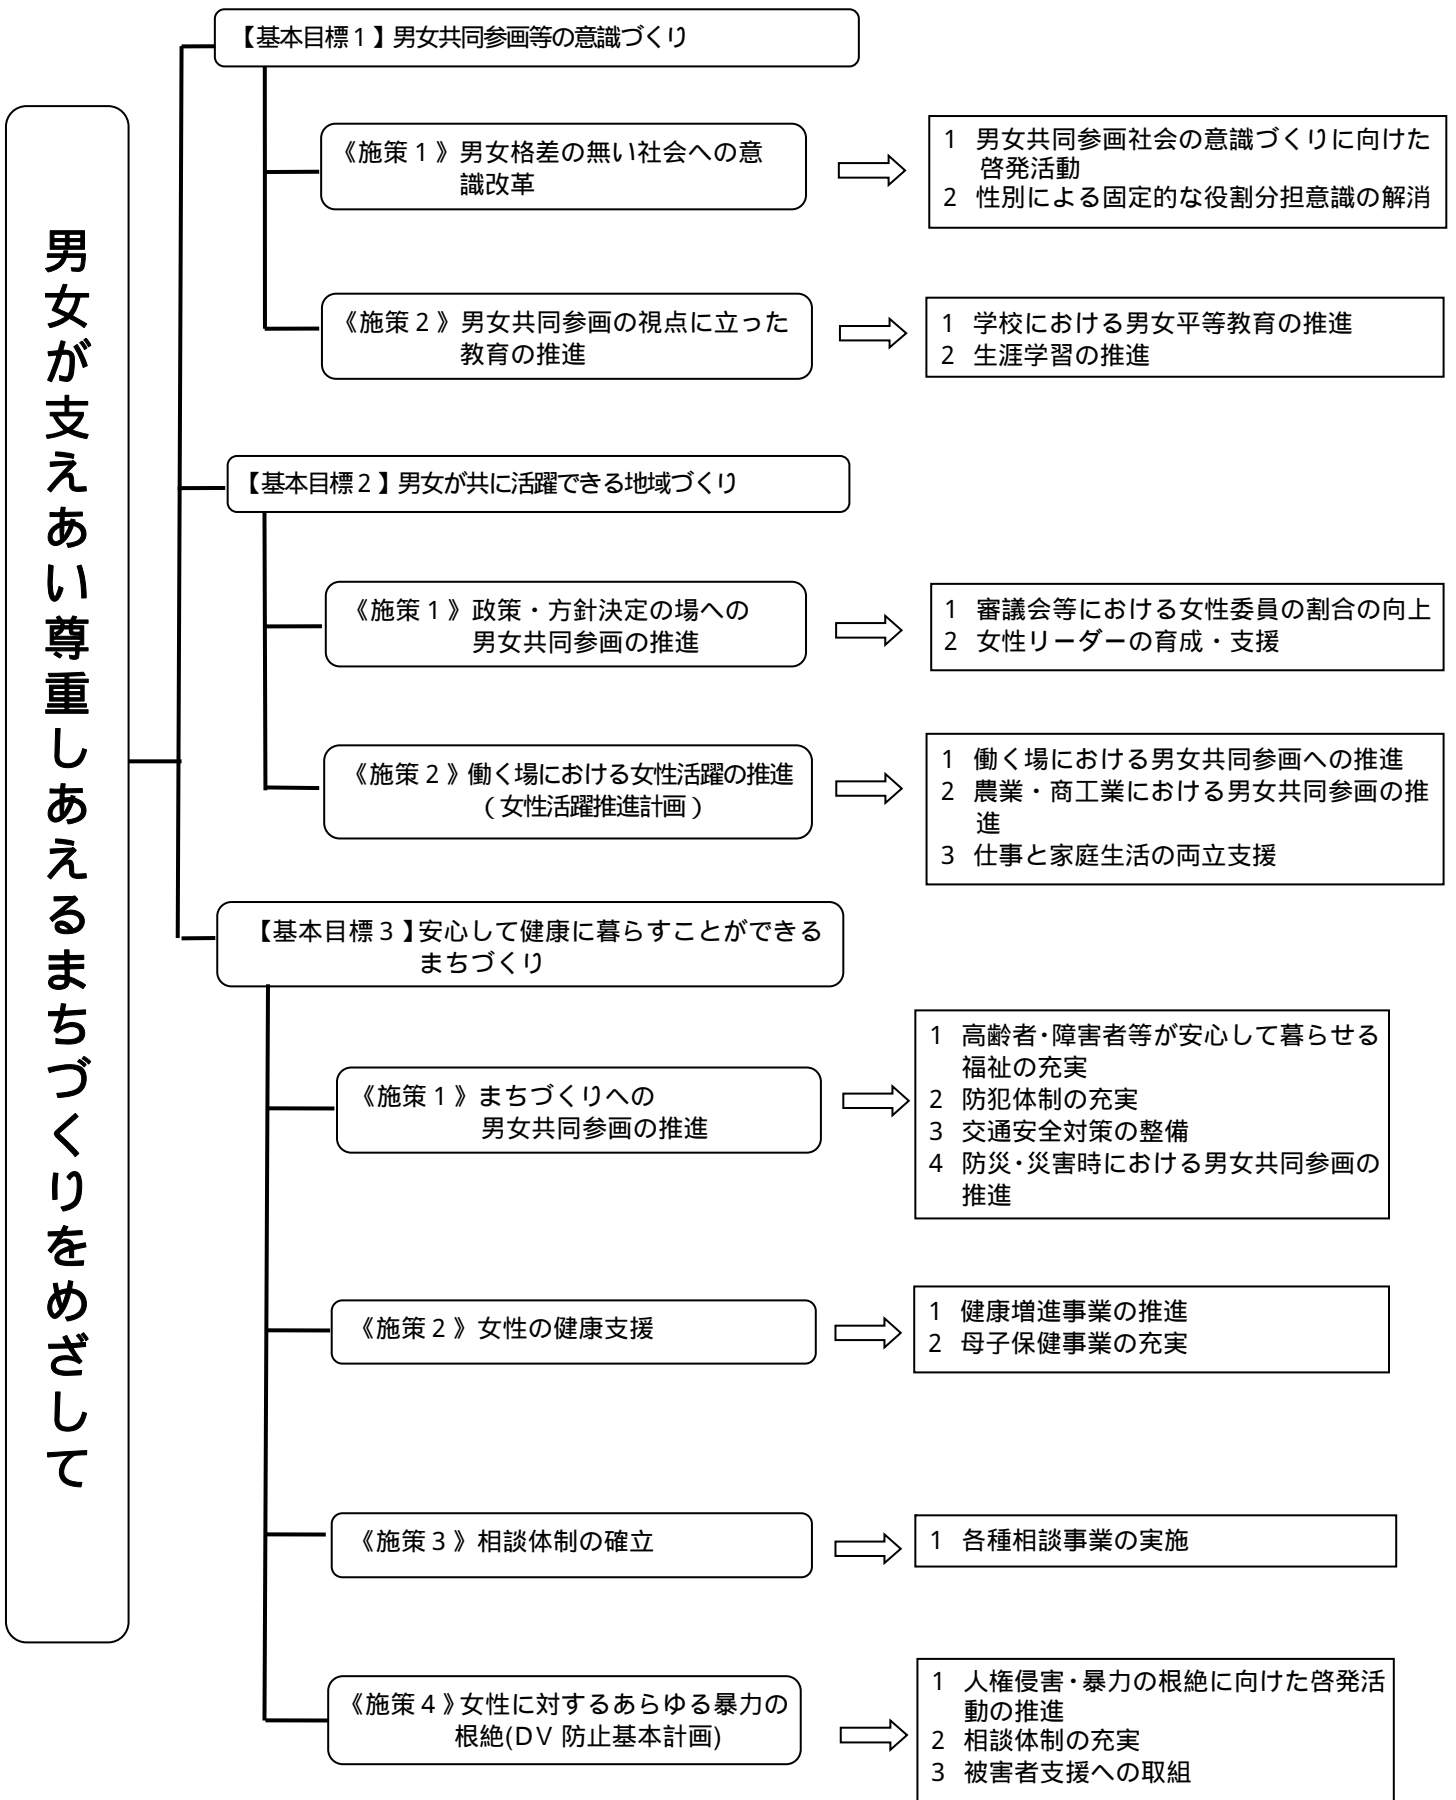 男女が支えあい尊重しあえるまちづくりをめざして
【基本目標１】男女共同参画等の意識づくり
《施策１》男女格差の無い社会への意
識改革
1 男女共同参画社会の意識づくりに向けた
啓発活動
2 性別による固定的な役割分担意識の解消
《施策２》男女共同参画の視点に立った
教育の推進
1 学校における男女平等教育の推進
2 生涯学習の推進
【基本目標２】男女が共に活躍できる地域づくり
《施策１》政策・方針決定の場への
男女共同参画の推進
1 審議会等における女性委員の割合の向上
2 女性リーダーの育成・支援
《施策２》働く場における女性活躍の推進
（女性活躍推進計画）
1 働く場における男女共同参画への推進
2 農業・商工業における男女共同参画の推
進
3 仕事と家庭生活の両立支援
【基本目標３】安心して健康に暮らすことができる
まちづくり
《施策１》まちづくりへの
男女共同参画の推進
1 高齢者・障害者等が安心して暮らせる
福祉の充実
2 防犯体制の充実
3 交通安全対策の整備
4 防災・災害時における男女共同参画の
推進
《施策２》女性の健康支援
1 健康増進事業の推進
2 母子保健事業の充実
《施策３》相談体制の確立
1 各種相談事業の実施
《施策４》女性に対するあらゆる暴力の
根絶(DV 防止基本計画)
1 人権侵害・暴力の根絶に向けた啓発活
動の推進
2 相談体制の充実
3 被害者支援への取組